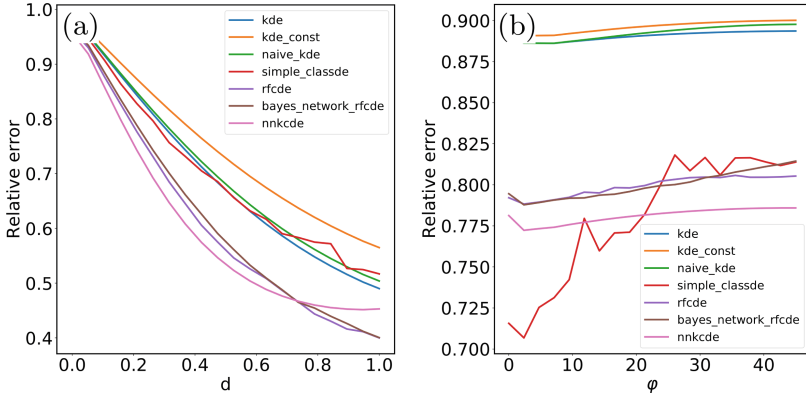 (a)
Relative error
1.0
0.9
0.8
0.7
0.6
0.5
0.4
kde
kde_const
naive_kde
simple_classde
rfcde
bayes_network_rfcde
nnkcde
0.0 0.2 0.4 0.6 0.8 1.0
d
(b)
Relative error
0.900
0.875
0.850
0.825
0.800
0.775
0.750
0.725
0.700
kde
kde_const
naive_kde
simple_classde
rfcde
bayes_network_rfcde
nnkcde
0 10 20 30 40
φ